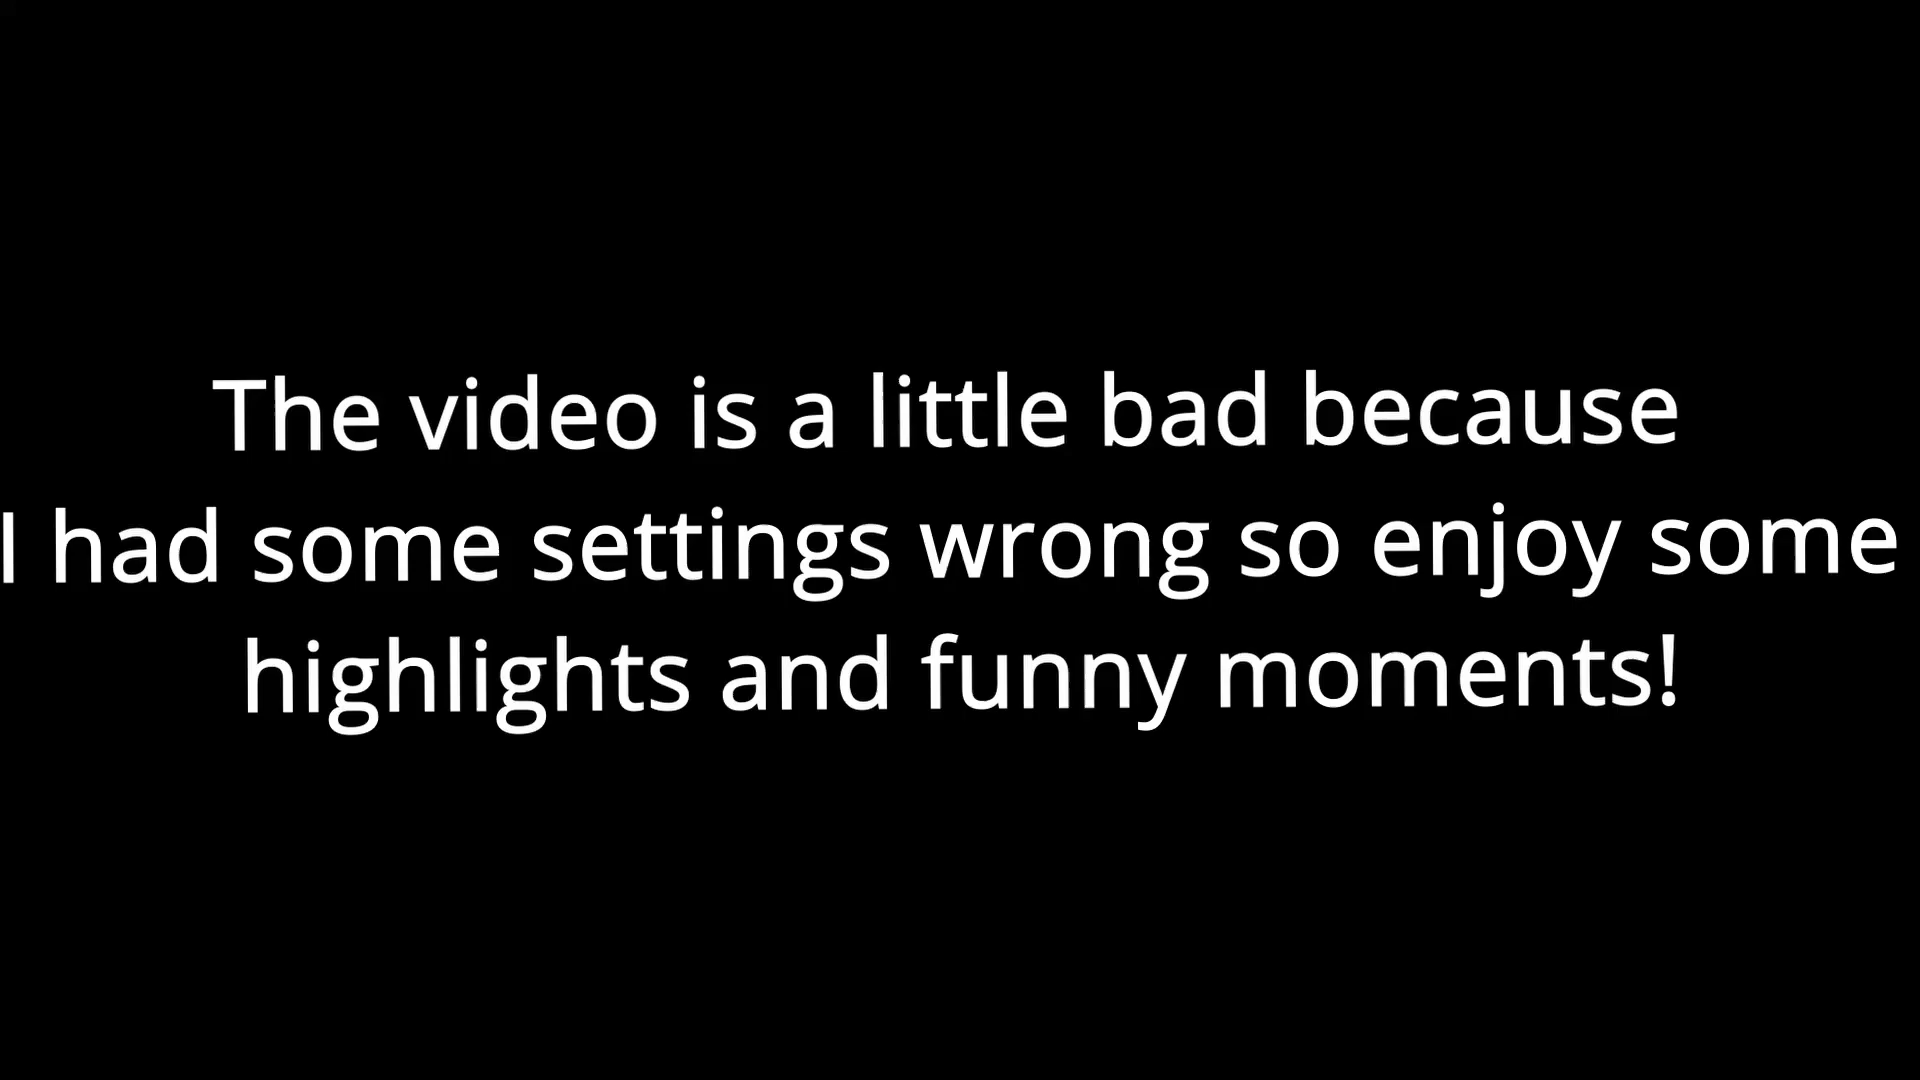 The video is a little bad because
I had some settings wrong so enjoy some
highlights and funny moments!